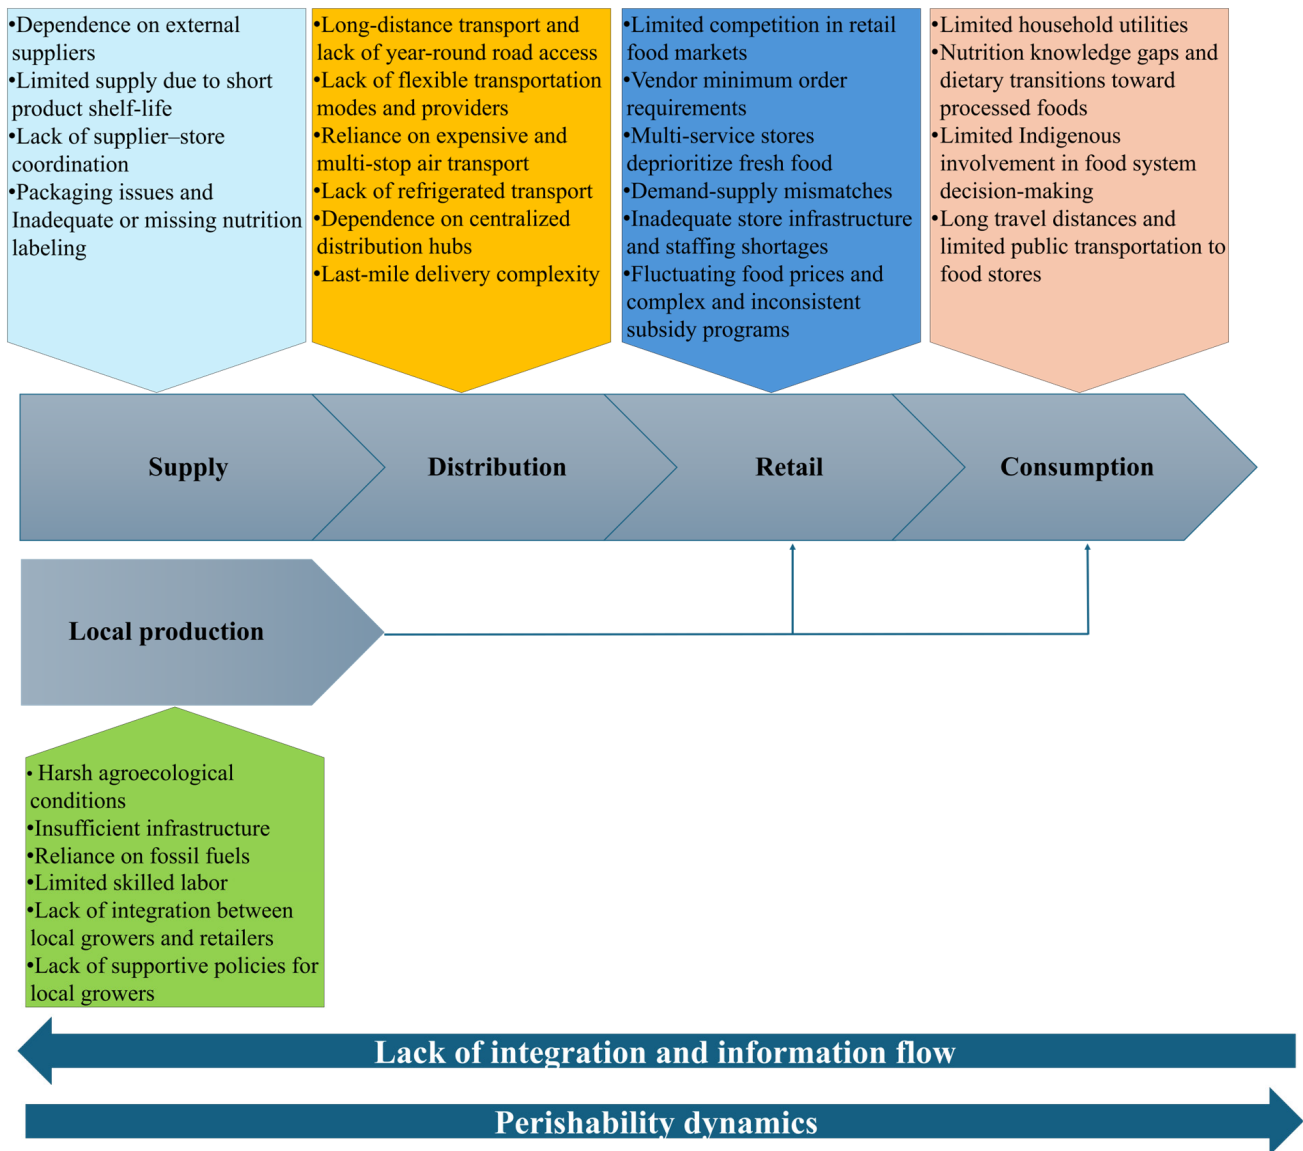 •Dependence on external
suppliers
•Limited supply due to short
product shelf-life
•Lack of supplier–store
coordination
•Packaging issues and
Inadequate or missing nutrition
labeling
•Long-distance transport and
lack of year-round road access
•Lack of flexible transportation
modes and providers
•Reliance on expensive and
multi-stop air transport
•Lack of refrigerated transport
•Dependence on centralized
distribution hubs
•Last-mile delivery complexity
•Limited competition in retail
food markets
•Vendor minimum order
requirements
•Multi-service stores
deprioritize fresh food
•Demand-supply mismatches
•Inadequate store infrastructure
and staffing shortages
•Fluctuating food prices and
complex and inconsistent
subsidy programs
•Limited household utilities
•Nutrition knowledge gaps and
dietary transitions toward
processed foods
•Limited Indigenous
involvement in food system
decision-making
•Long travel distances and
limited public transportation to
food stores
Supply
Distribution
Retail
Consumption
Local production
• Harsh agroecological
conditions
•Insufficient infrastructure
•Reliance on fossil fuels
•Limited skilled labor
•Lack of integration between
local growers and retailers
•Lack of supportive policies for
local growers
Lack of integration and information flow
Perishability dynamics